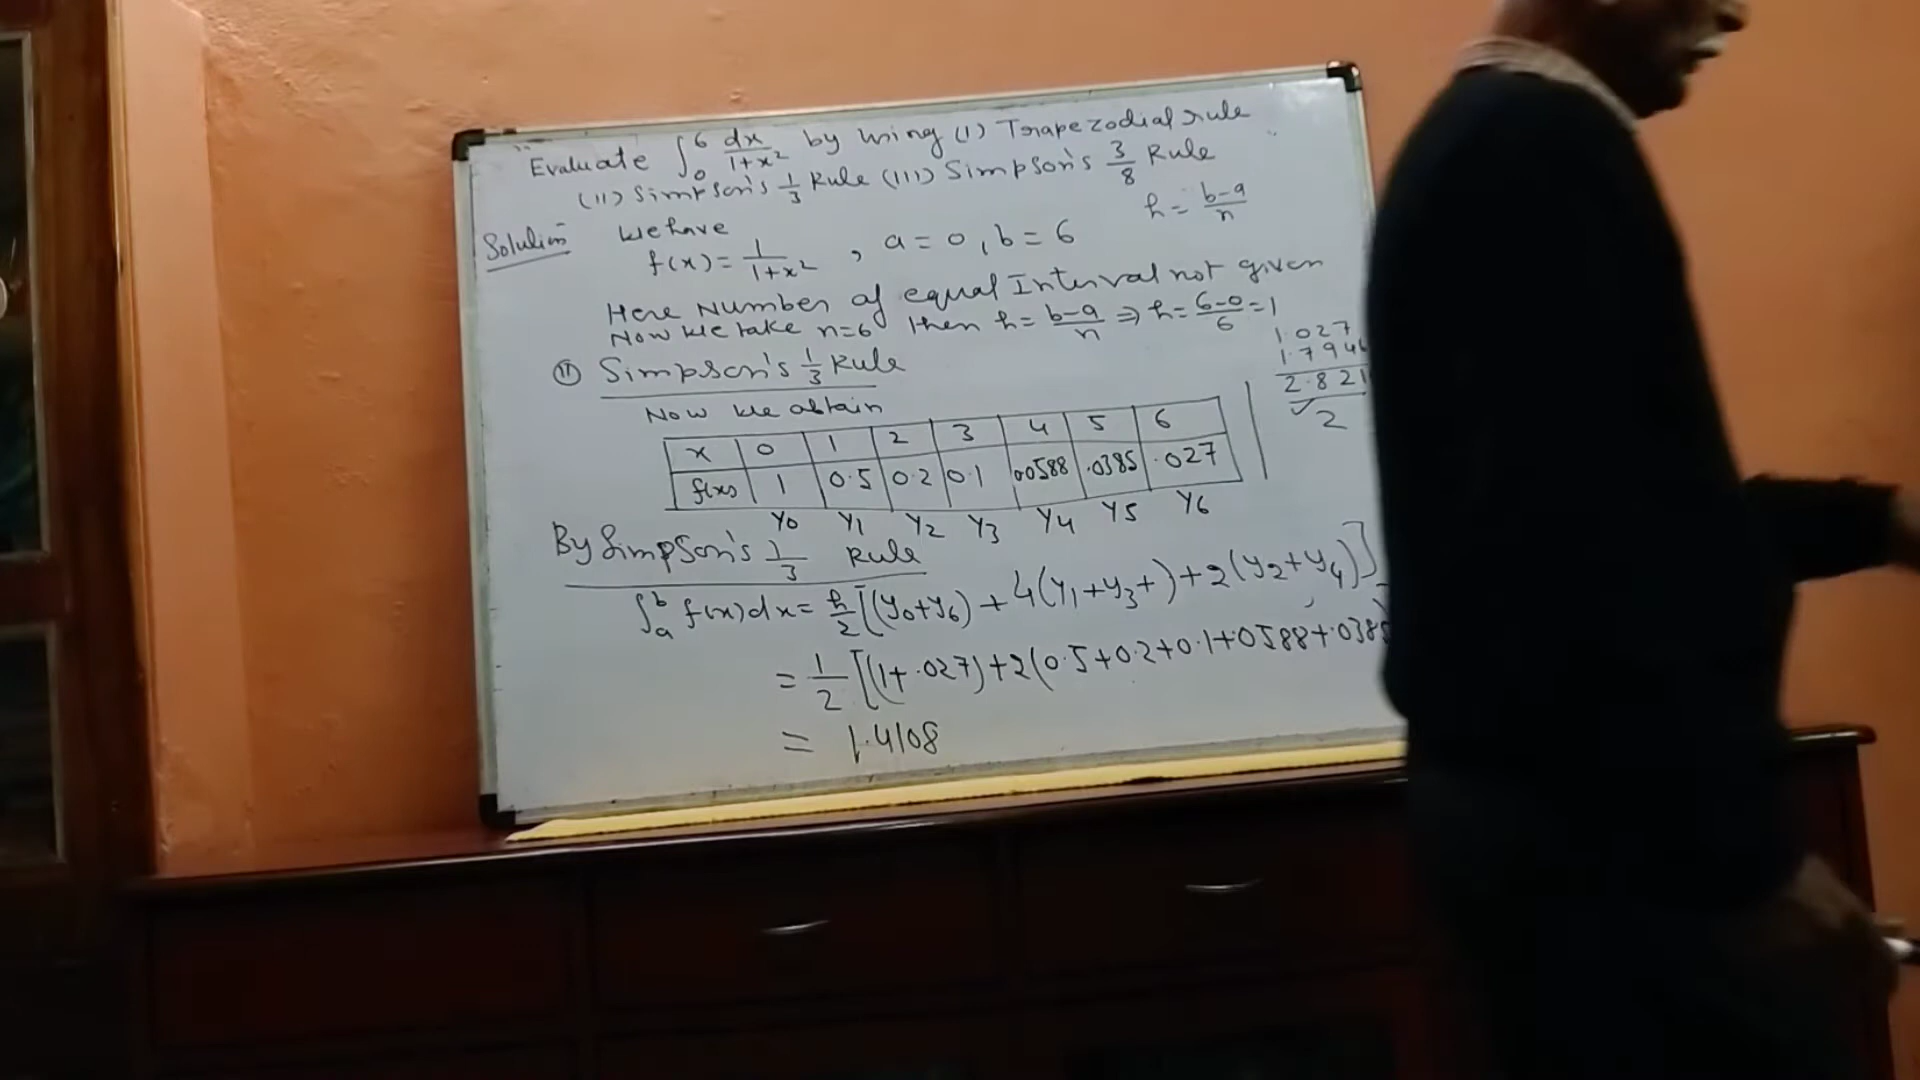 Evaluate ∫₀⁶ dx/1+x² by using (I) Trapezodial rule
(II) Simpson's 1/3 Rule (III) Simpson's 3/8 Rule
h = b-a/n
Solution We have
f(x) = 1/1+x² , a = 0, b = 6
Here Number of equal Interval not given
Now we take n=6 then h = b-a/n ⇒ h = 6-0/6 = 1
(II) Simpson's 1/3 Rule
Now we obtain
x 0 1 2 3 4 5 6
f(x) 1 0.5 0.2 0.1 .0588 .0385 .027
Y0 Y1 Y2 Y3 Y4 Y5 Y6
1.027
1.794
2.821
2
By Simpson's 1/3 Rule
∫ₐᵇ f(x)dx = h/2 [(y0+y6) + 4(y1+y3+) + 2(y2+y4)]
= 1/2 [(1+.027)+2(0.5+0.2+0.1+0588+.0385
= 1.4108